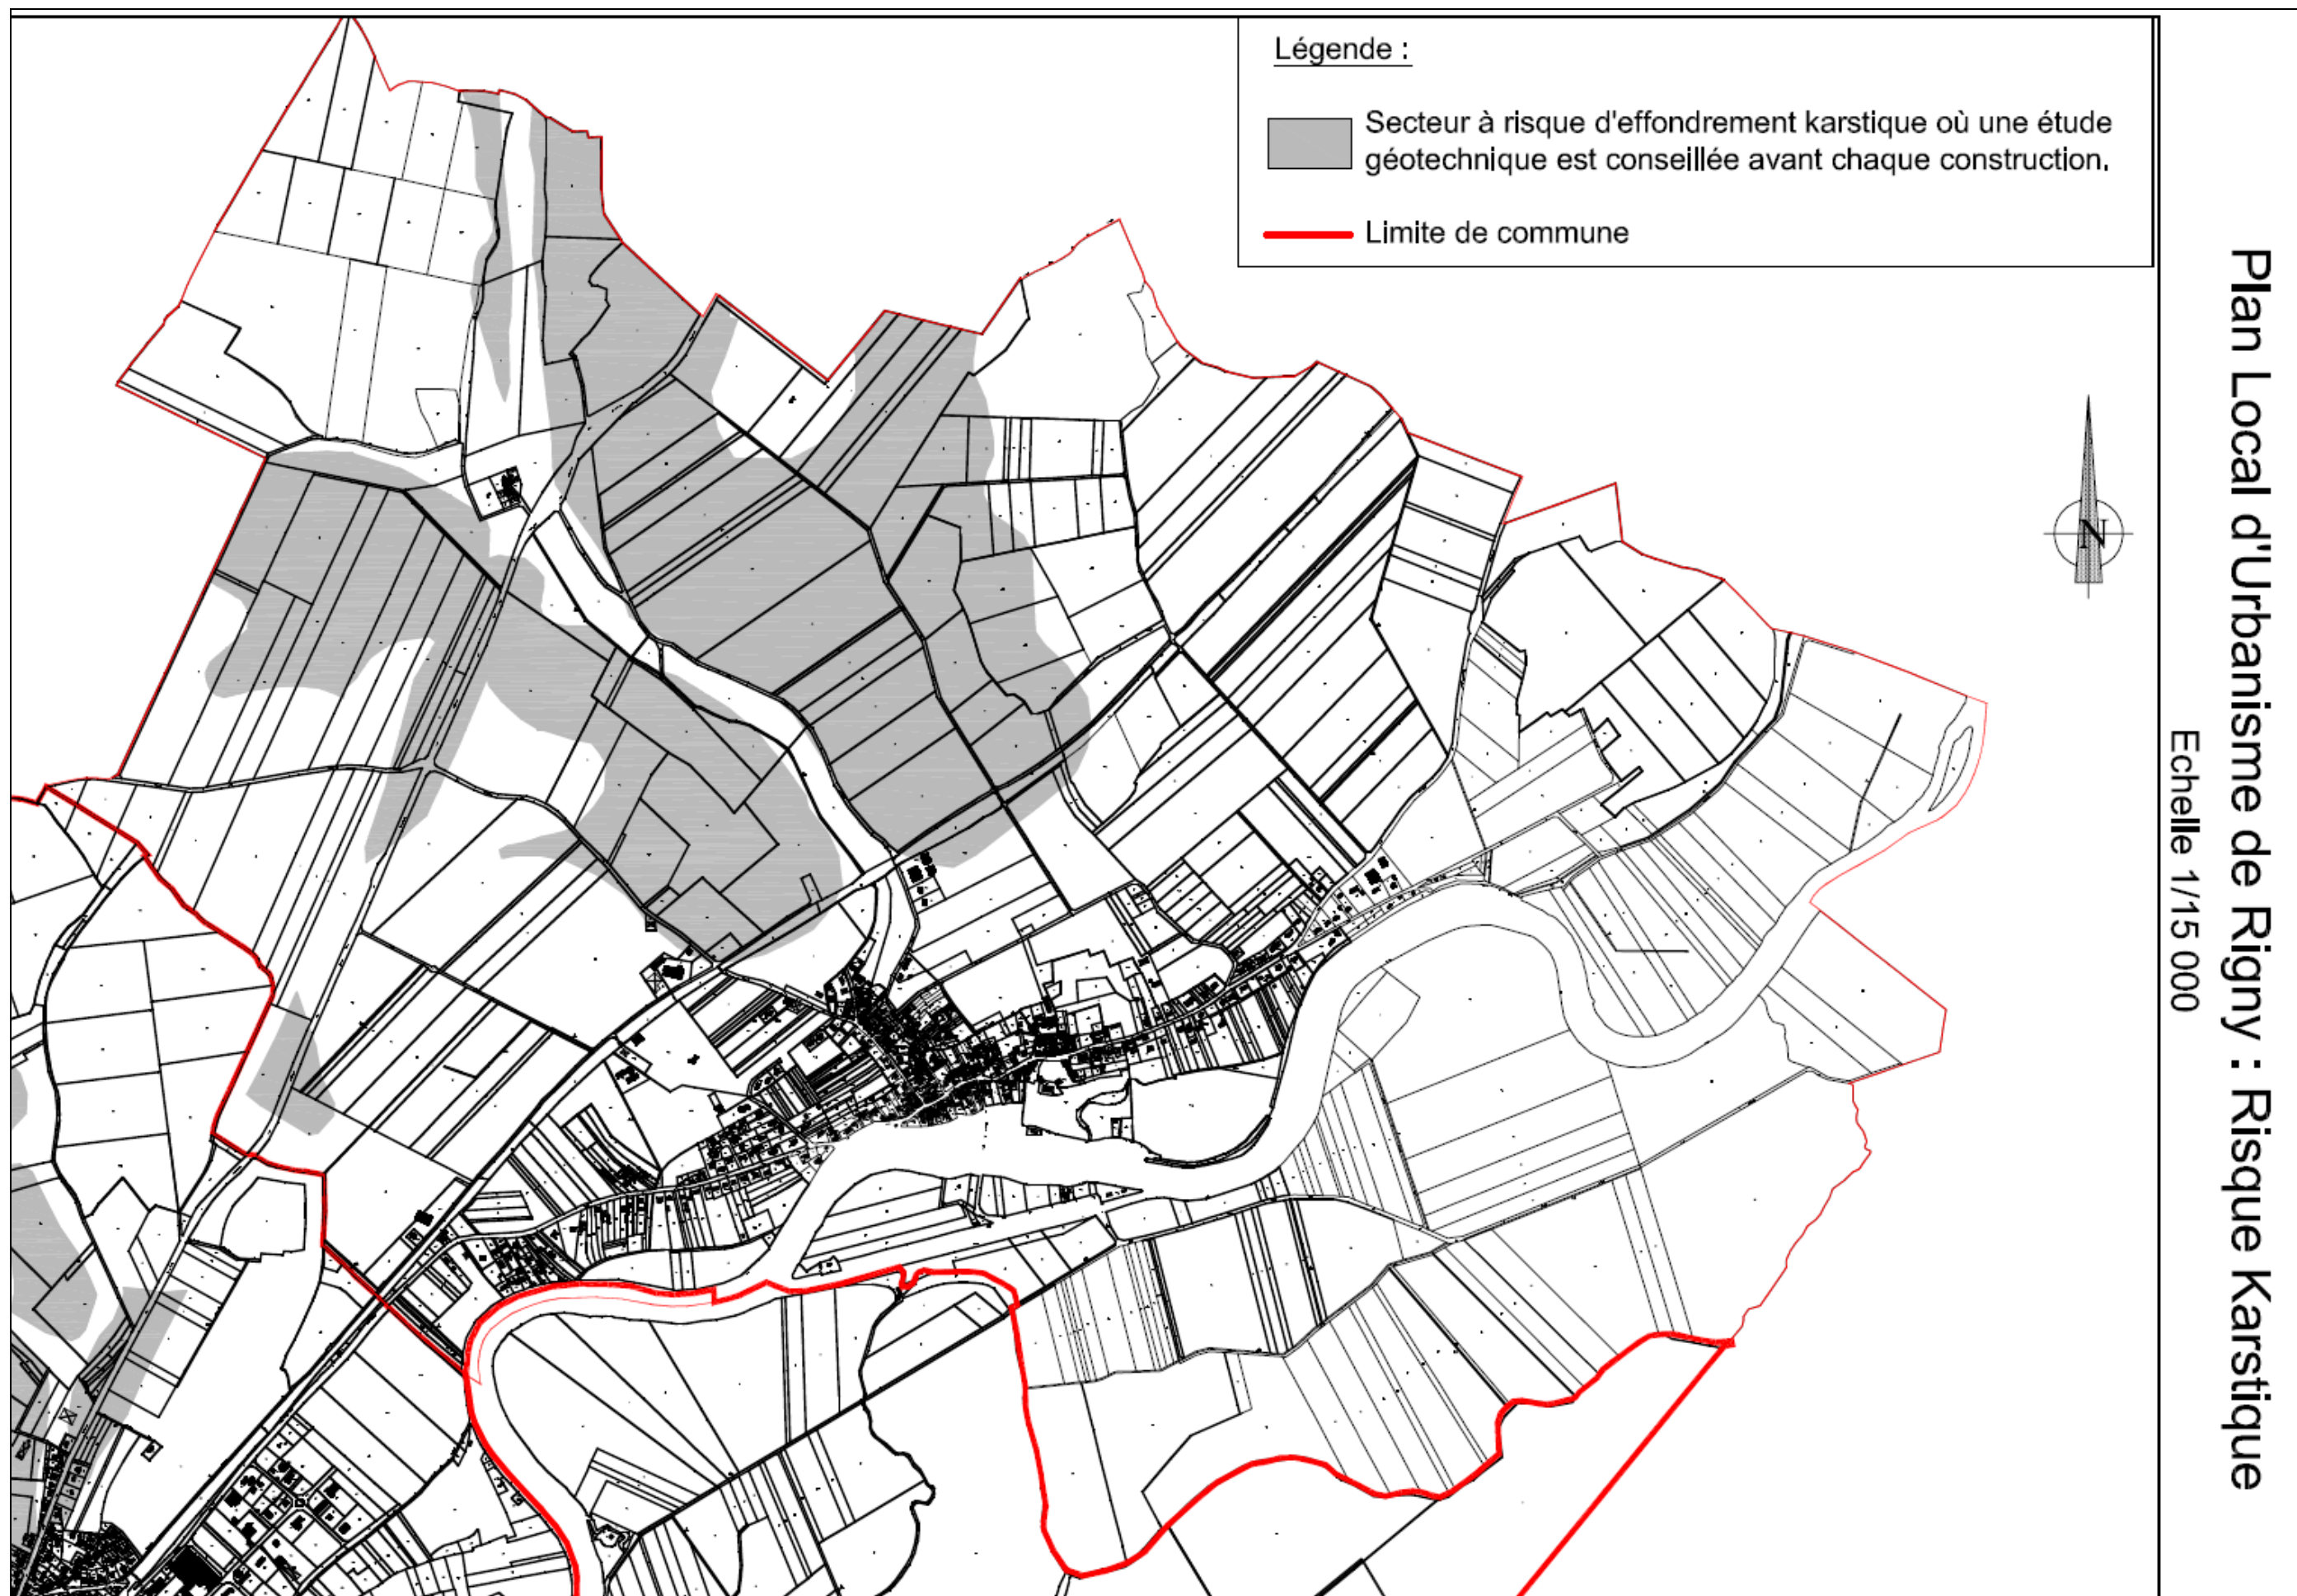 Légende :
Secteur à risque d'effondrement karstique où une étude
géotechnique est conseillée avant chaque construction.
Limite de commune
N
Plan Local d'Urbanisme de Rigny : Risque Karstique
Echelle 1/15 000